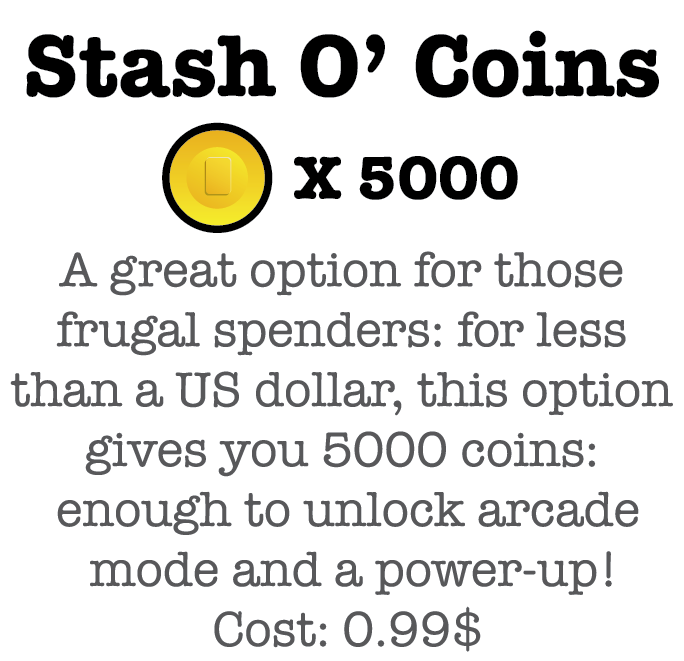 Stash O’ Coins
X 5000
A great option for those
frugal spenders: for less
than a US dollar, this option
gives you 5000 coins:
enough to unlock arcade
mode and a power-up!
Cost: 0.99$